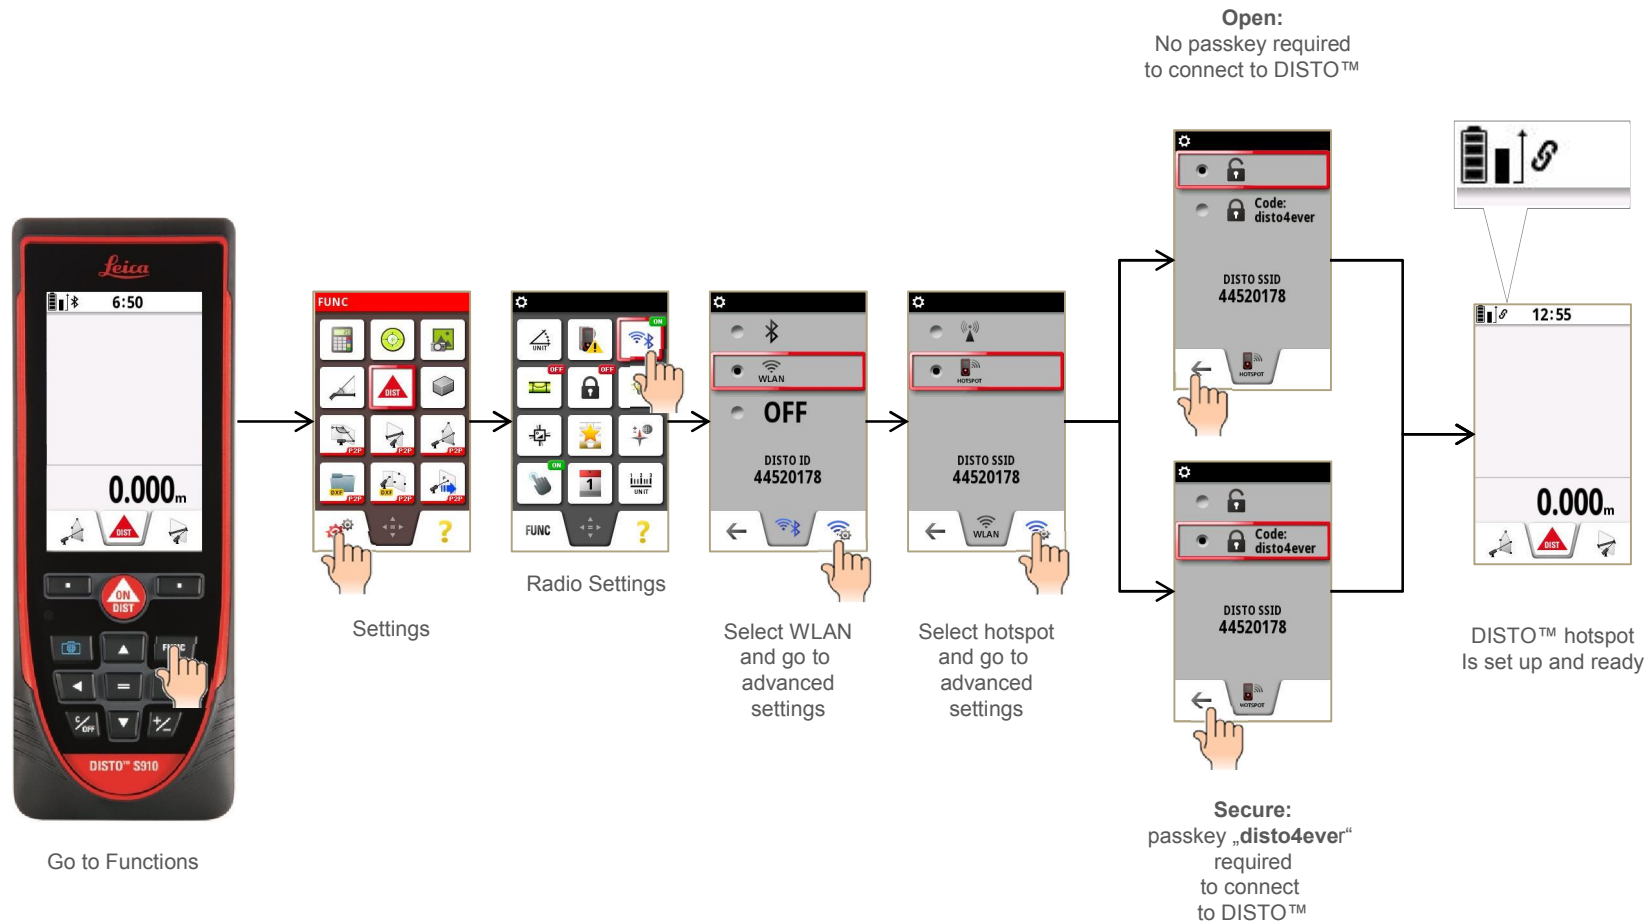 Open:
No passkey required
to connect to DISTO™
Code:
disto4ever
DISTO SSID
44520178
HOTSPOT
Leica
6:50
0.000m
DIST
ON
DIST
FUNC
C/OFF
DISTO™ S910
Go to Functions
FUNC
DIST
P2P
P2P
P2P
DXF
P2P
DXF
P2P
P2P
?
Settings
ON
UNIT
OFF
OFF
ON
1
1 2 3
UNIT
FUNC
?
Radio Settings
WLAN
OFF
DISTO ID
44520178
Select WLAN
and go to
advanced
settings
HOTSPOT
DISTO SSID
44520178
WLAN
Select hotspot
and go to
advanced
settings
Code:
disto4ever
DISTO SSID
44520178
HOTSPOT
Secure:
passkey „disto4ever“
required
to connect
to DISTO™
12:55
0.000m
DIST
DISTO™ hotspot
Is set up and ready